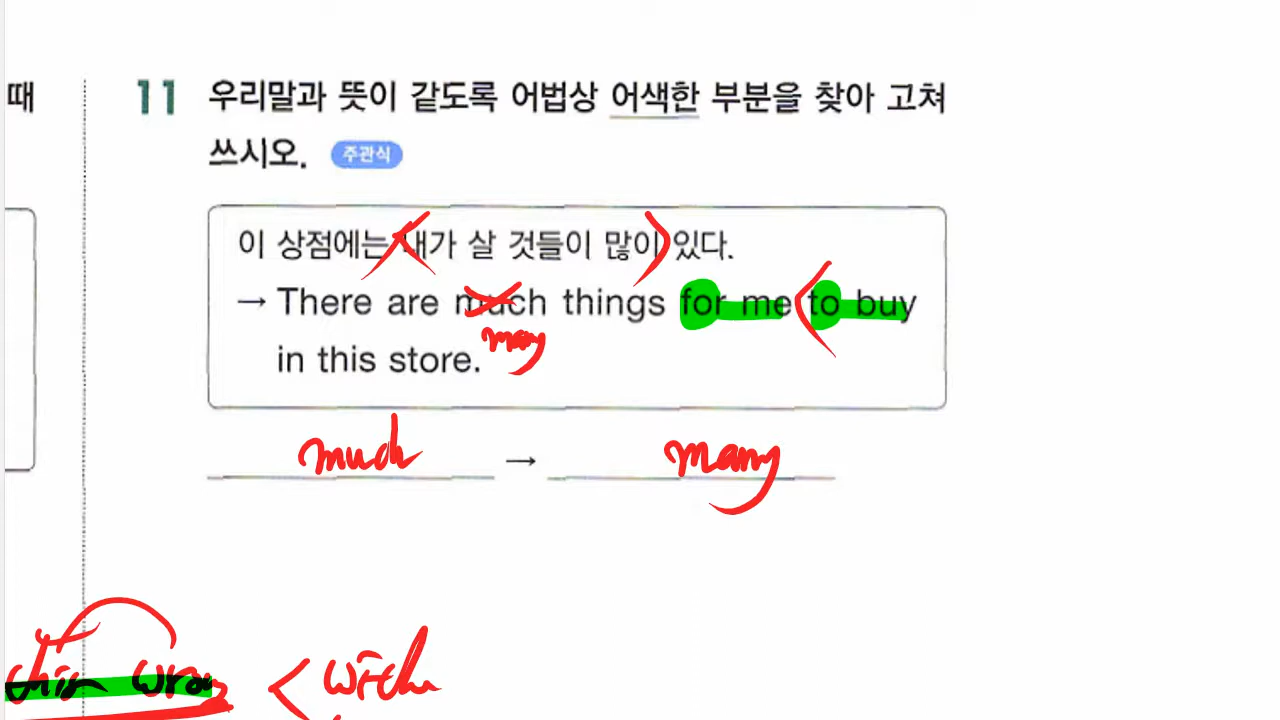 때
11 우리말과 뜻이 같도록 어법상 어색한 부분을 찾아 고쳐
쓰시오. 주관식
이 상점에는 내가 살 것들이 많이 있다.
→ There are much things for me to buy
many
in this store.
much → many